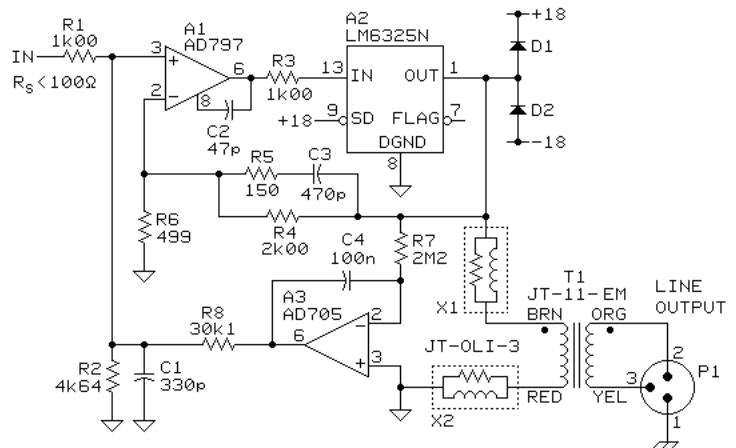 R1
1k00
IN
Rs<100Ω
3
2
A1
AD797
6
8
C2
47p
R3
1k00
A2
LM6325N
13
IN
OUT
1
+18
9
SD
FLAG
7
DGND
8
+18
D1
D2
-18
R5
150
C3
470p
R4
2k00
R6
499
C4
100n
R7
2M2
A3
AD705
6
2
3
R8
30k1
R2
4k64
C1
330p
X1
JT-OLI-3
X2
T1
JT-11-EM
BRN
ORG
RED
YEL
LINE
OUTPUT
2
3
P1
1